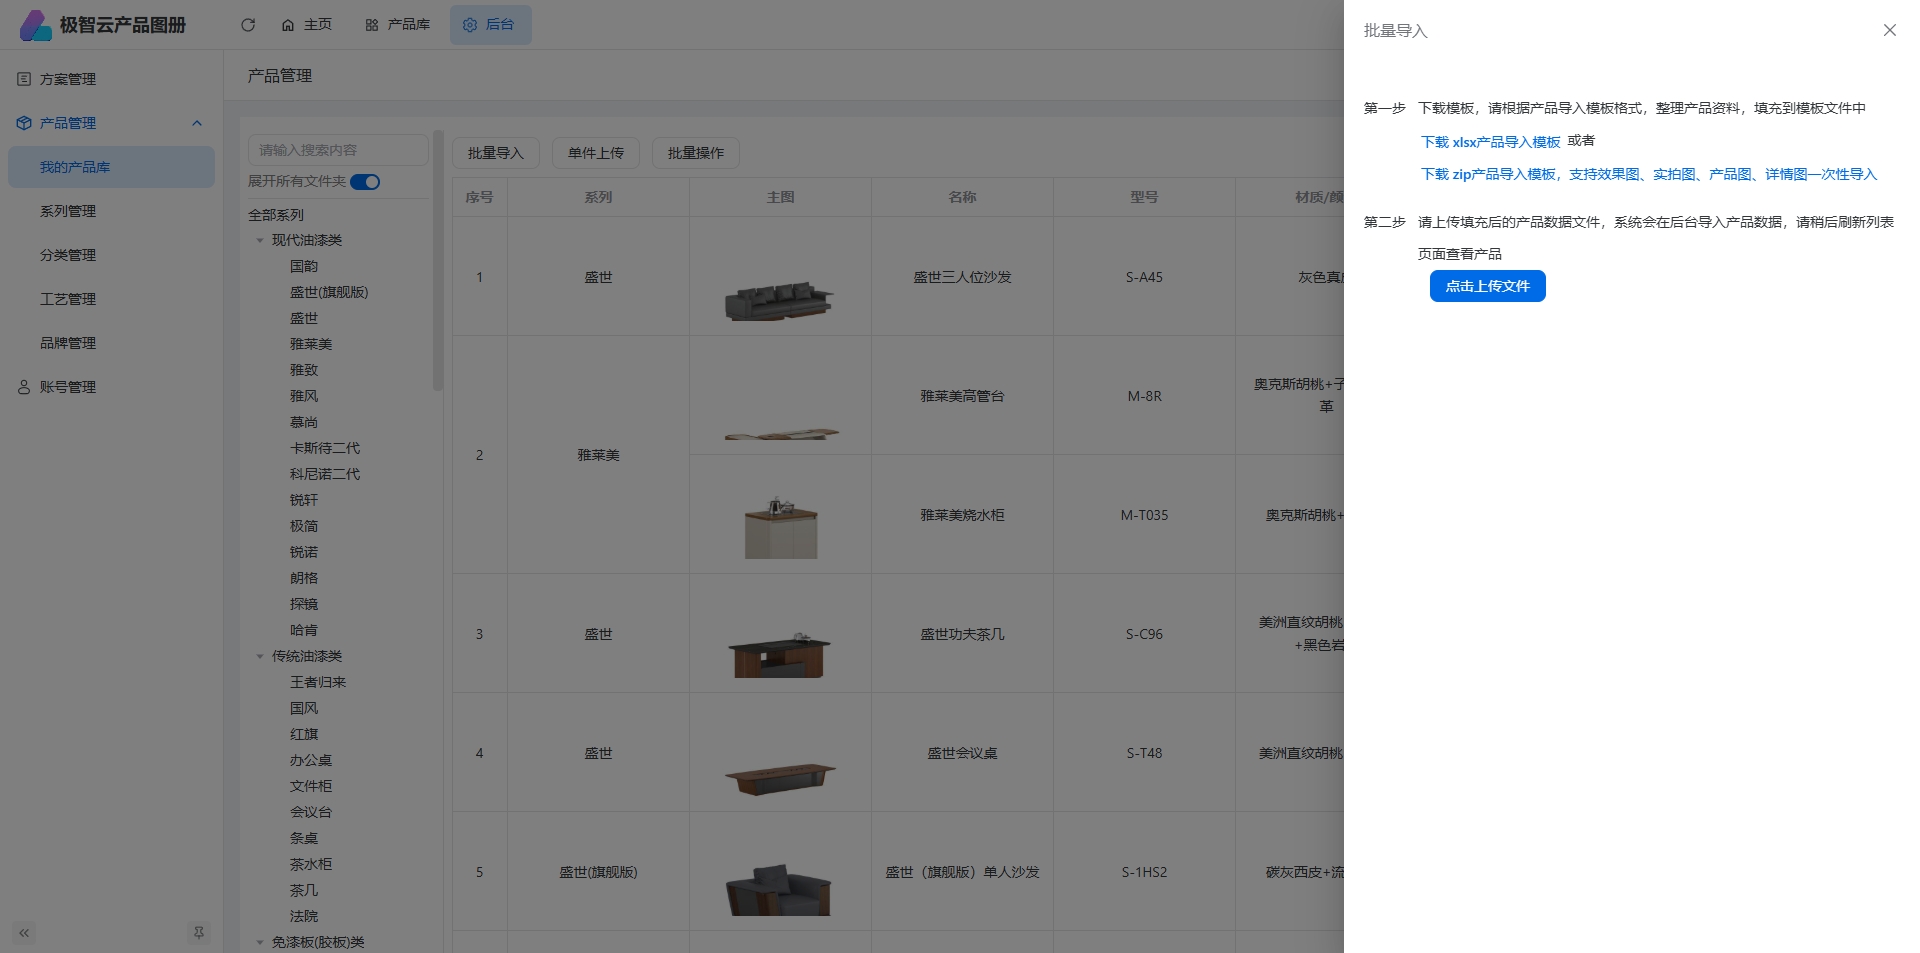 极智云产品图册
主页
产品库
后台
批量导入
方案管理
产品管理
我的产品库
系列管理
分类管理
工艺管理
品牌管理
账号管理
产品管理
请输入搜索内容
展开所有文件夹
全部系列
现代油漆类
国韵
盛世(旗舰版)
盛世
雅莱美
雅致
雅风
慕尚
卡斯待二代
科尼诺二代
锐轩
极简
锐诺
朗格
探镜
哈肯
传统油漆类
王者归来
国风
红旗
办公桌
文件柜
会议台
条桌
茶水柜
茶几
法院
免漆板(胶板)类
批量导入 单件上传 批量操作
序号 系列 主图 名称 型号 材质/颜
1 盛世 盛世三人位沙发 S-A45 灰色真
2 雅莱美 雅莱美高管台 M-8R 奥克斯胡桃+子
革
雅莱美烧水柜 M-T035 奥克斯胡桃+
3 盛世 盛世功夫茶几 S-C96 美洲直纹胡桃
+黑色岩
4 盛世 盛世会议桌 S-T48 美洲直纹胡桃
5 盛世(旗舰版) 盛世（旗舰版）单人沙发 S-1HS2 碳灰西皮+流
第一步 下载模板，请根据产品导入模板格式，整理产品资料，填充到模板文件中
下载 xlsx产品导入模板 或者
下载 zip产品导入模板，支持效果图、实拍图、产品图、详情图一次性导入
第二步 请上传填充后的产品数据文件，系统会在后台导入产品数据，请稍后刷新列表
页面查看产品
点击上传文件